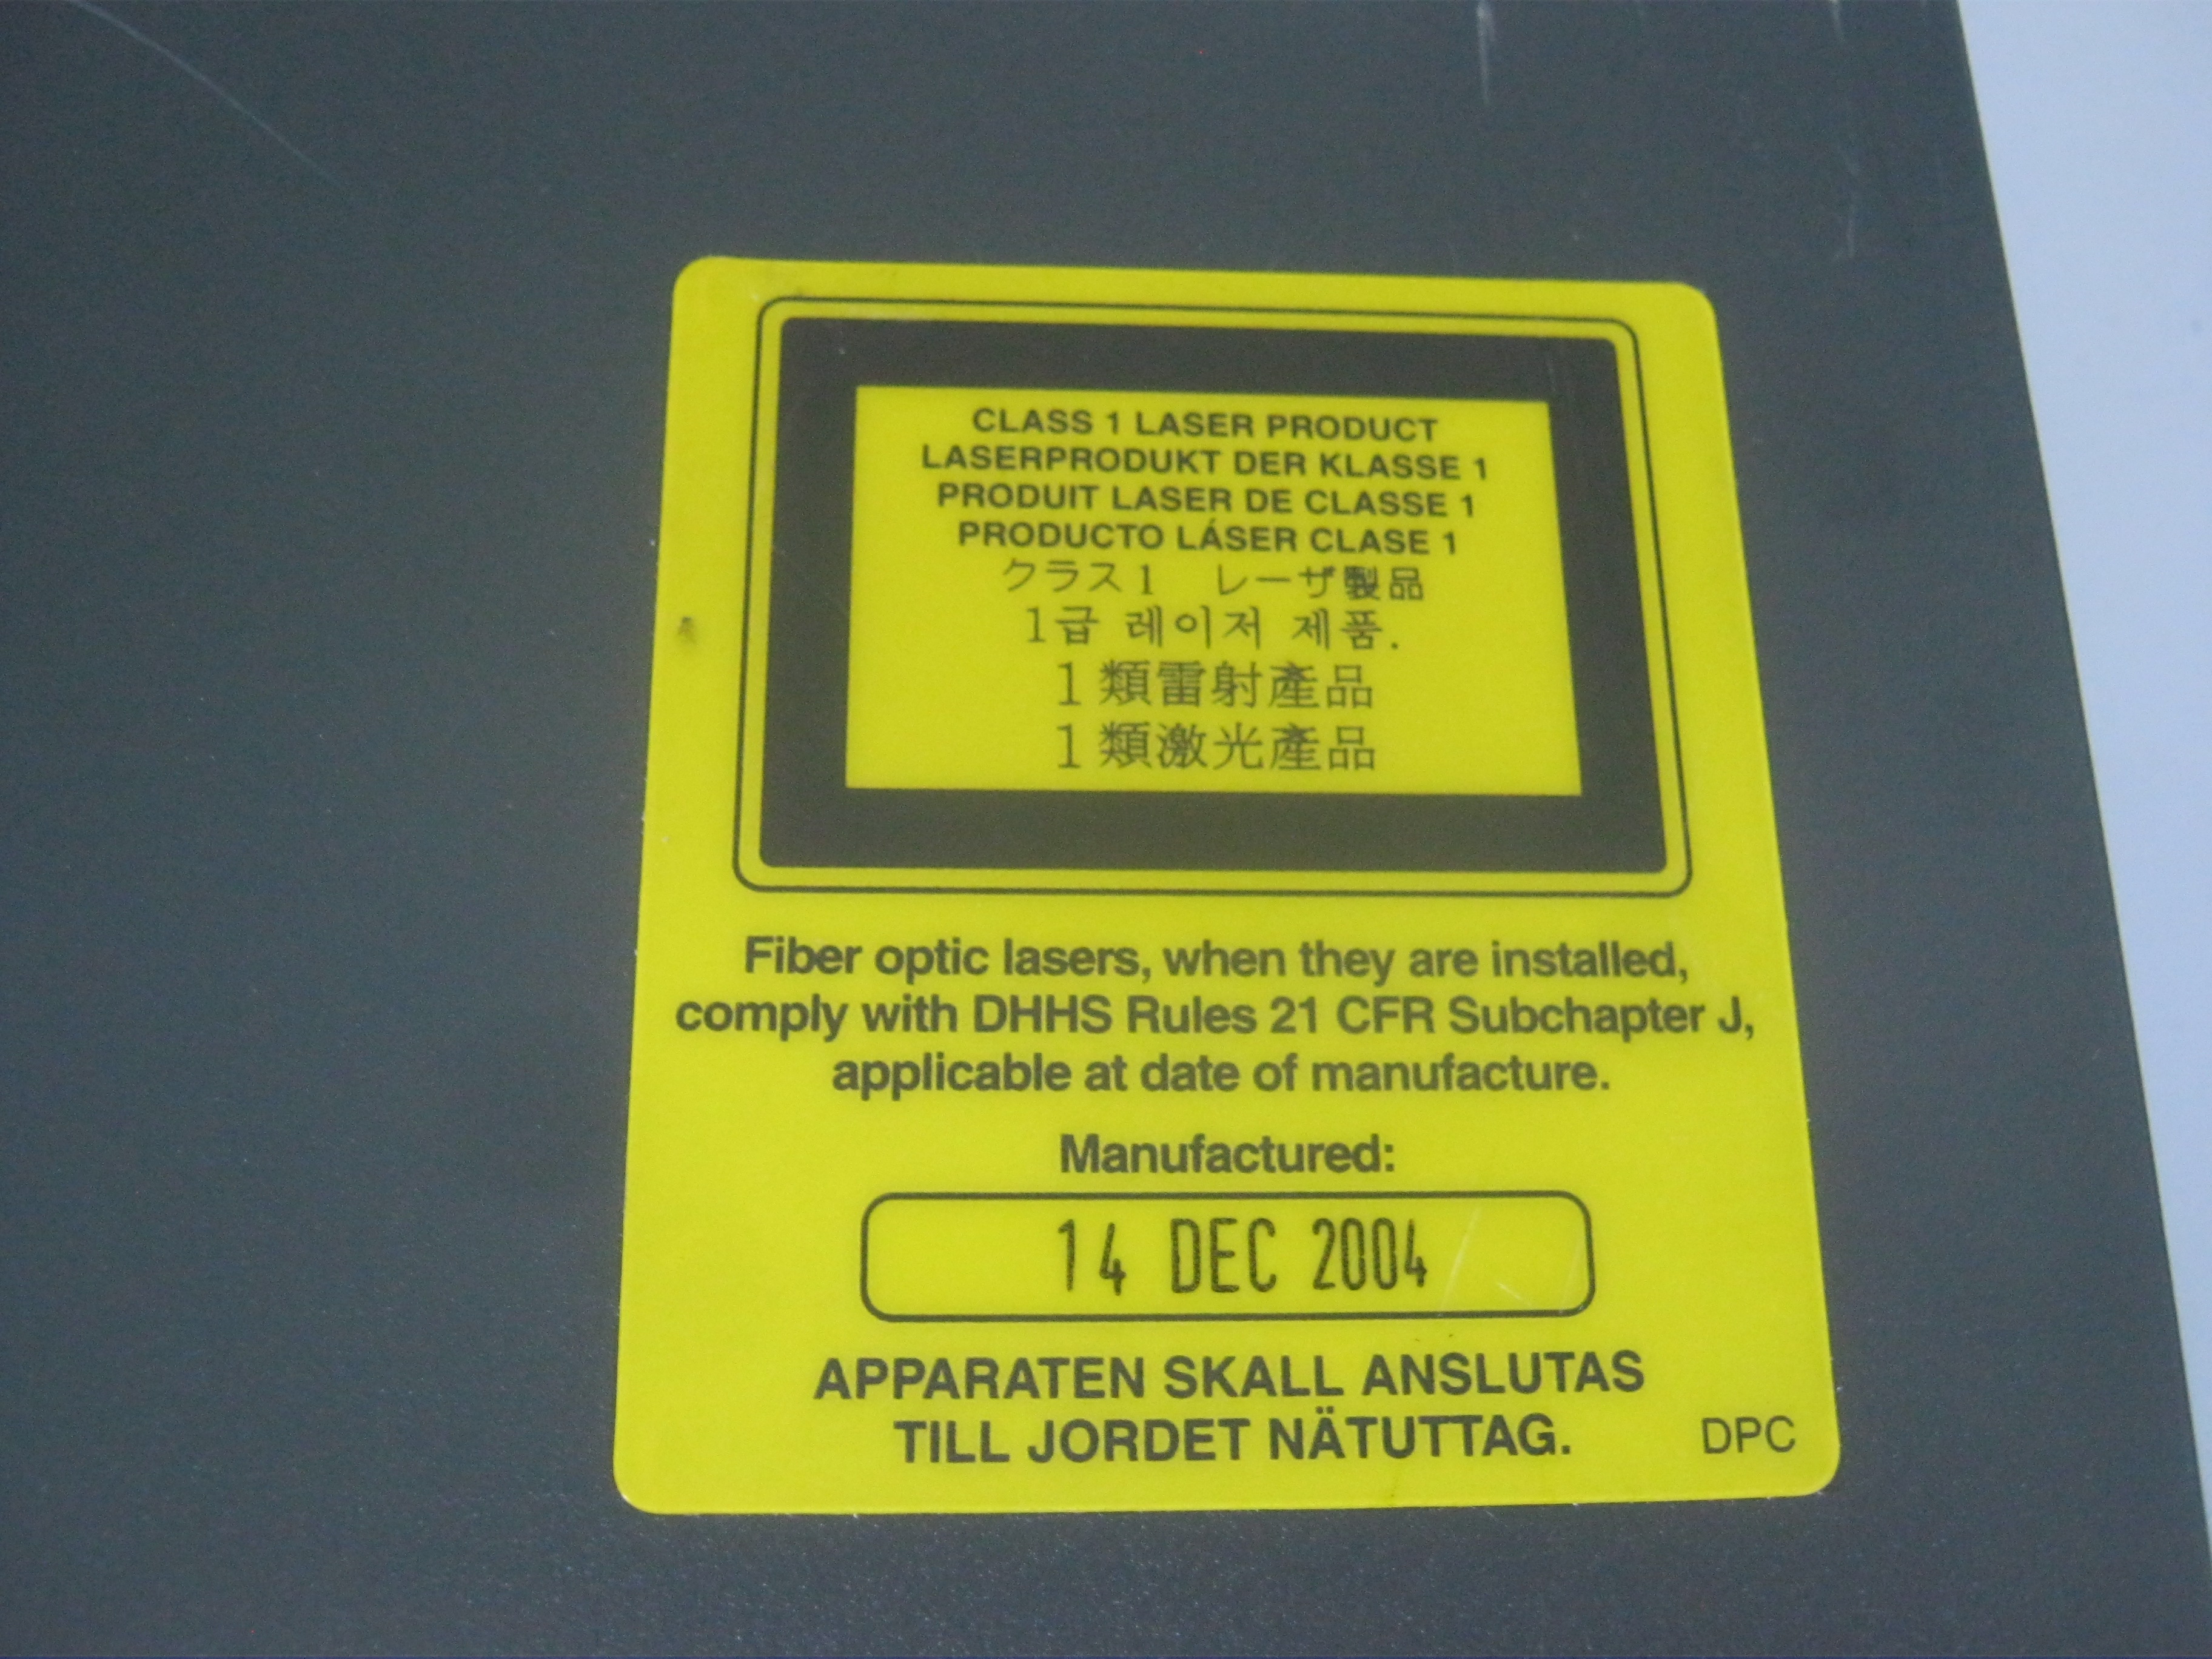 CLASS 1 LASER PRODUCT
LASERPRODUKT DER KLASSE 1
PRODUIT LASER DE CLASSE 1
PRODUCTO LÁSER CLASE 1
クラス1 レーザ製品
1급 레이저 제품.
1類雷射產品
1類激光產品
Fiber optic lasers, when they are installed,
comply with DHHS Rules 21 CFR Subchapter J,
applicable at date of manufacture.
Manufactured:
14 DEC 2004
APPARATEN SKALL ANSLUTAS
TILL JORDET NÄTUTTAG.
DPC